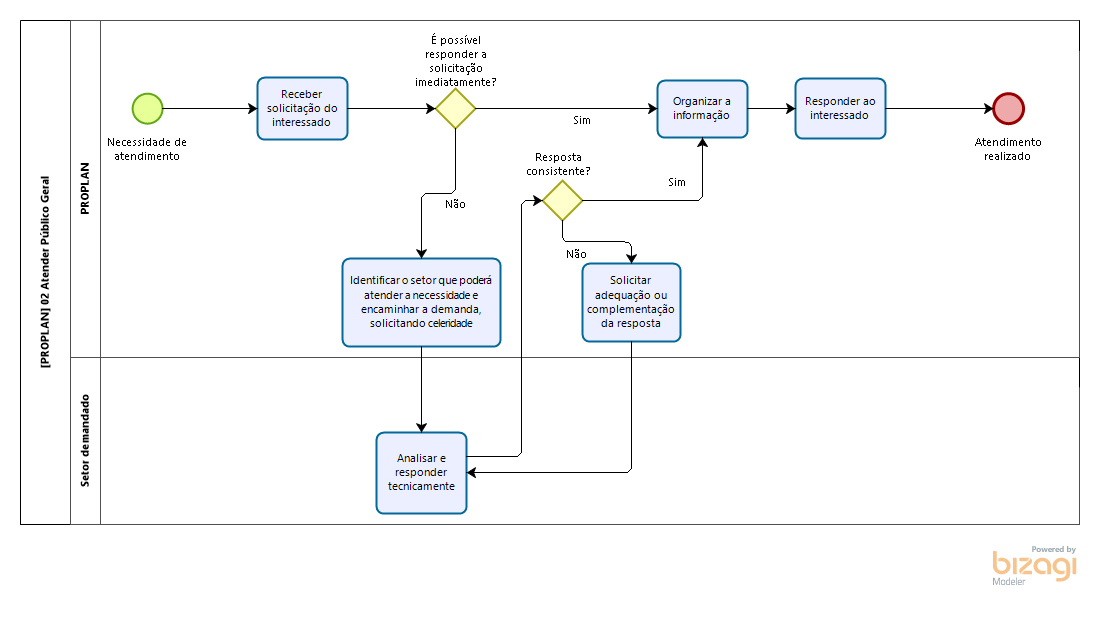 [PROPLAN] 02 Atender Público Geral
PROPLAN
Necessidade de
atendimento
Receber
solicitação do
interessado
É possível
responder a
solicitação
imediatamente?
Sim
Não
Organizar a
informação
Responder ao
interessado
Atendimento
realizado
Resposta
consistente?
Sim
Não
Identificar o setor que poderá
atender a necessidade e
encaminhar a demanda,
solicitando celeridade
Solicitar
adequação ou
complementação
da resposta
Setor demandado
Analisar e
responder
tecnicamente
Powered by
bizagi
Modeler